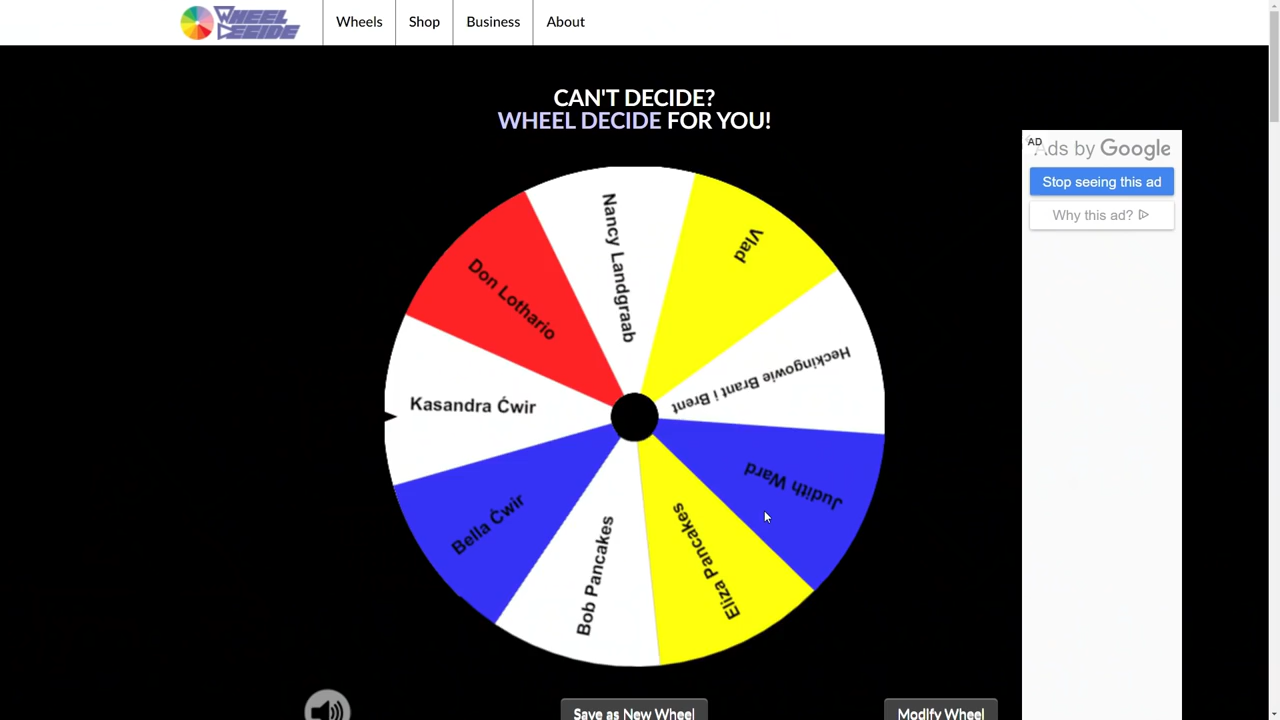 WHEEL DECIDE
Wheels
Shop
Business
About
CAN'T DECIDE?
WHEEL DECIDE FOR YOU!
AD
Ads by Google
Stop seeing this ad
Why this ad?
Nancy Landgraab
Vlad
Heckingowie Brant i Brent
Judith Ward
Eliza Pancakes
Bob Pancakes
Bella Ćwir
Kasandra Ćwir
Don Lothario
Save as New Wheel
Modify Wheel